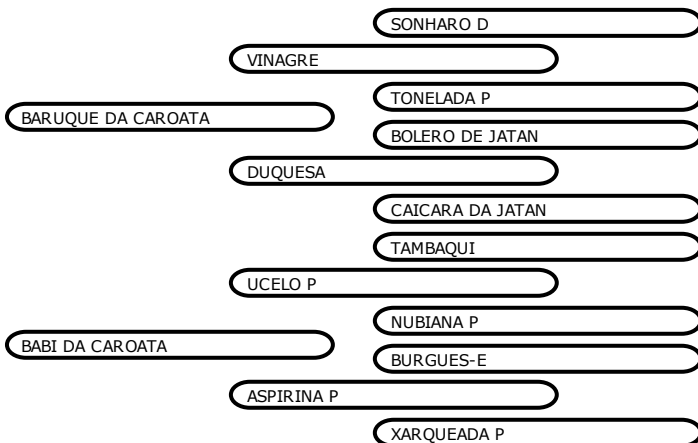 SONHARO D
VINAGRE
TONELADA P
BARUQUE DA CAROATA
BOLERO DE JATAN
DUQUESA
CAICARA DA JATAN
TAMBAQUI
UCELO P
NUBIANA P
BABI DA CAROATA
BURGUES-E
ASPIRINA P
XARQUEADA P